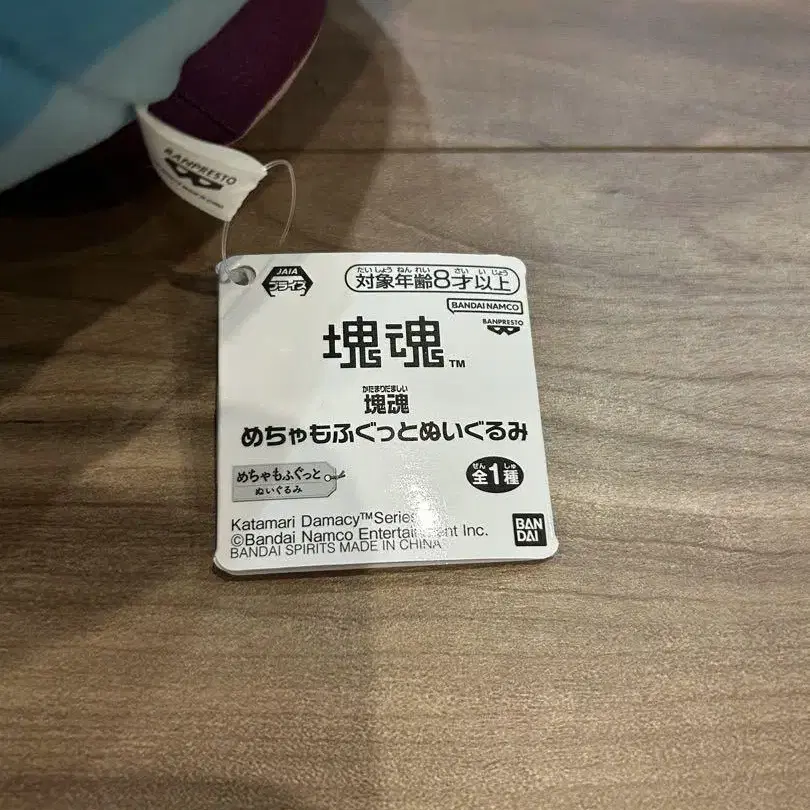 BANPRESTO
JAIA
プライズ
たいしょうねんれい さいいじょう
対象年齢8才以上
BANDAI NAMCO
BANPRESTO
塊魂™
かたまりだましい
塊魂
めちゃもふぐっとぬいぐるみ
めちゃもふぐっと
ぬいぐるみ
ぜん しゅ
全1種
Katamari Damacy™Series
©Bandai Namco Entertainment Inc.
BANDAI SPIRITS MADE IN CHINA
BAN
DAI